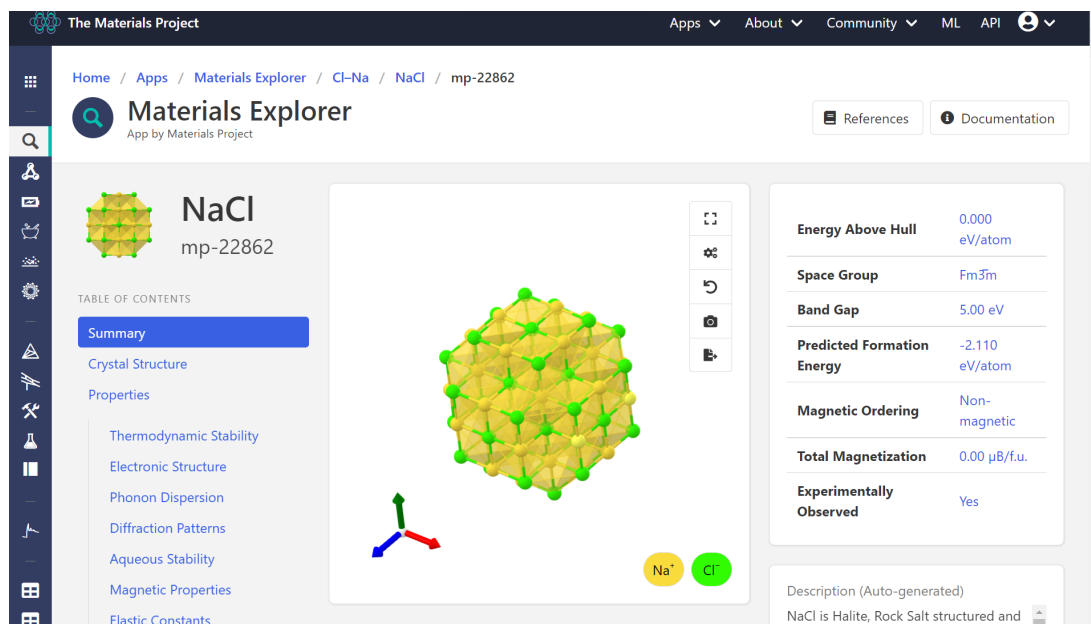 The Materials Project
Apps
About
Community
ML
API
Home / Apps / Materials Explorer / Cl–Na / NaCl / mp-22862
Materials Explorer
App by Materials Project
References
Documentation
NaCl
mp-22862
TABLE OF CONTENTS
Summary
Crystal Structure
Properties
Thermodynamic Stability
Electronic Structure
Phonon Dispersion
Diffraction Patterns
Aqueous Stability
Magnetic Properties
Elastic Constants
Na⁺
Cl⁻
Energy Above Hull
0.000
eV/atom
Space Group
Fm3̅m
Band Gap
5.00 eV
Predicted Formation
Energy
-2.110
eV/atom
Magnetic Ordering
Non-
magnetic
Total Magnetization
0.00 µB/f.u.
Experimentally
Observed
Yes
Description (Auto-generated)
NaCl is Halite, Rock Salt structured and